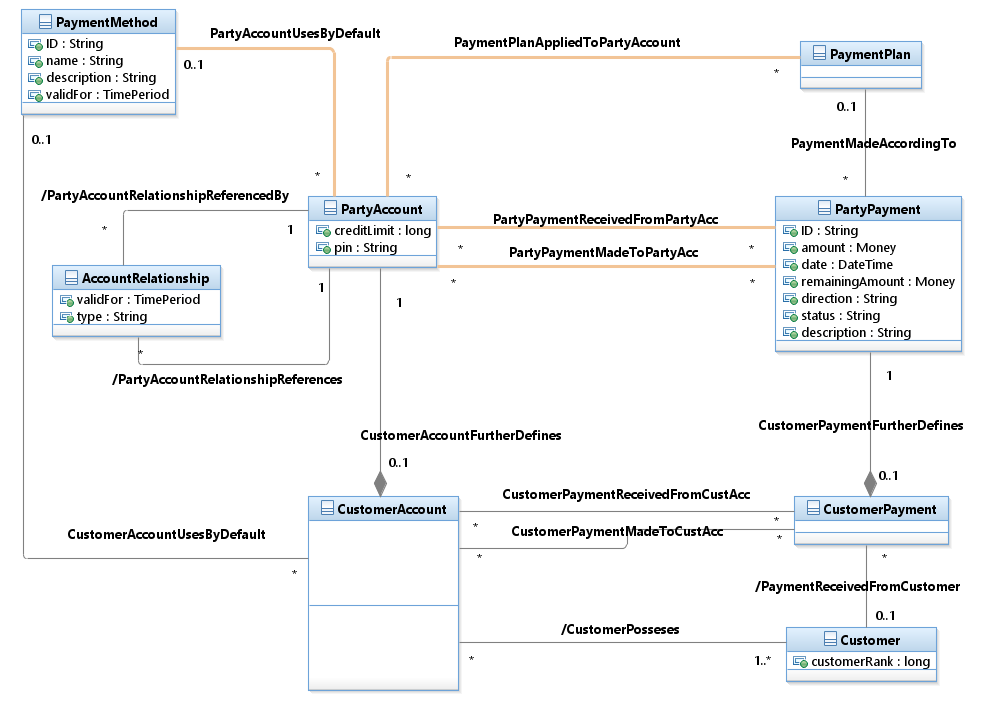 PaymentMethod
ID : String
name : String
description : String
validFor : TimePeriod
PartyAccountUsesByDefault
0..1
*
PaymentPlanAppliedToPartyAccount
*
*
PaymentPlan
0..1
PaymentMadeAccordingTo
*
0..1
/PartyAccountRelationshipReferencedBy
*
1
PartyAccount
creditLimit : long
pin : String
PartyPaymentReceivedFromPartyAcc
*
*
PartyPaymentMadeToPartyAcc
*
*
PartyPayment
ID : String
amount : Money
date : DateTime
remainingAmount : Money
direction : String
status : String
description : String
AccountRelationship
validFor : TimePeriod
type : String
*
1
/PartyAccountRelationshipReferences
1
CustomerAccountFurtherDefines
0..1
1
CustomerPaymentFurtherDefines
0..1
CustomerAccount
CustomerPaymentReceivedFromCustAcc
*
*
CustomerPaymentMadeToCustAcc
*
*
CustomerPayment
CustomerAccountUsesByDefault
*
*
/PaymentReceivedFromCustomer
0..1
/CustomerPosseses
*
1..*
Customer
customerRank : long